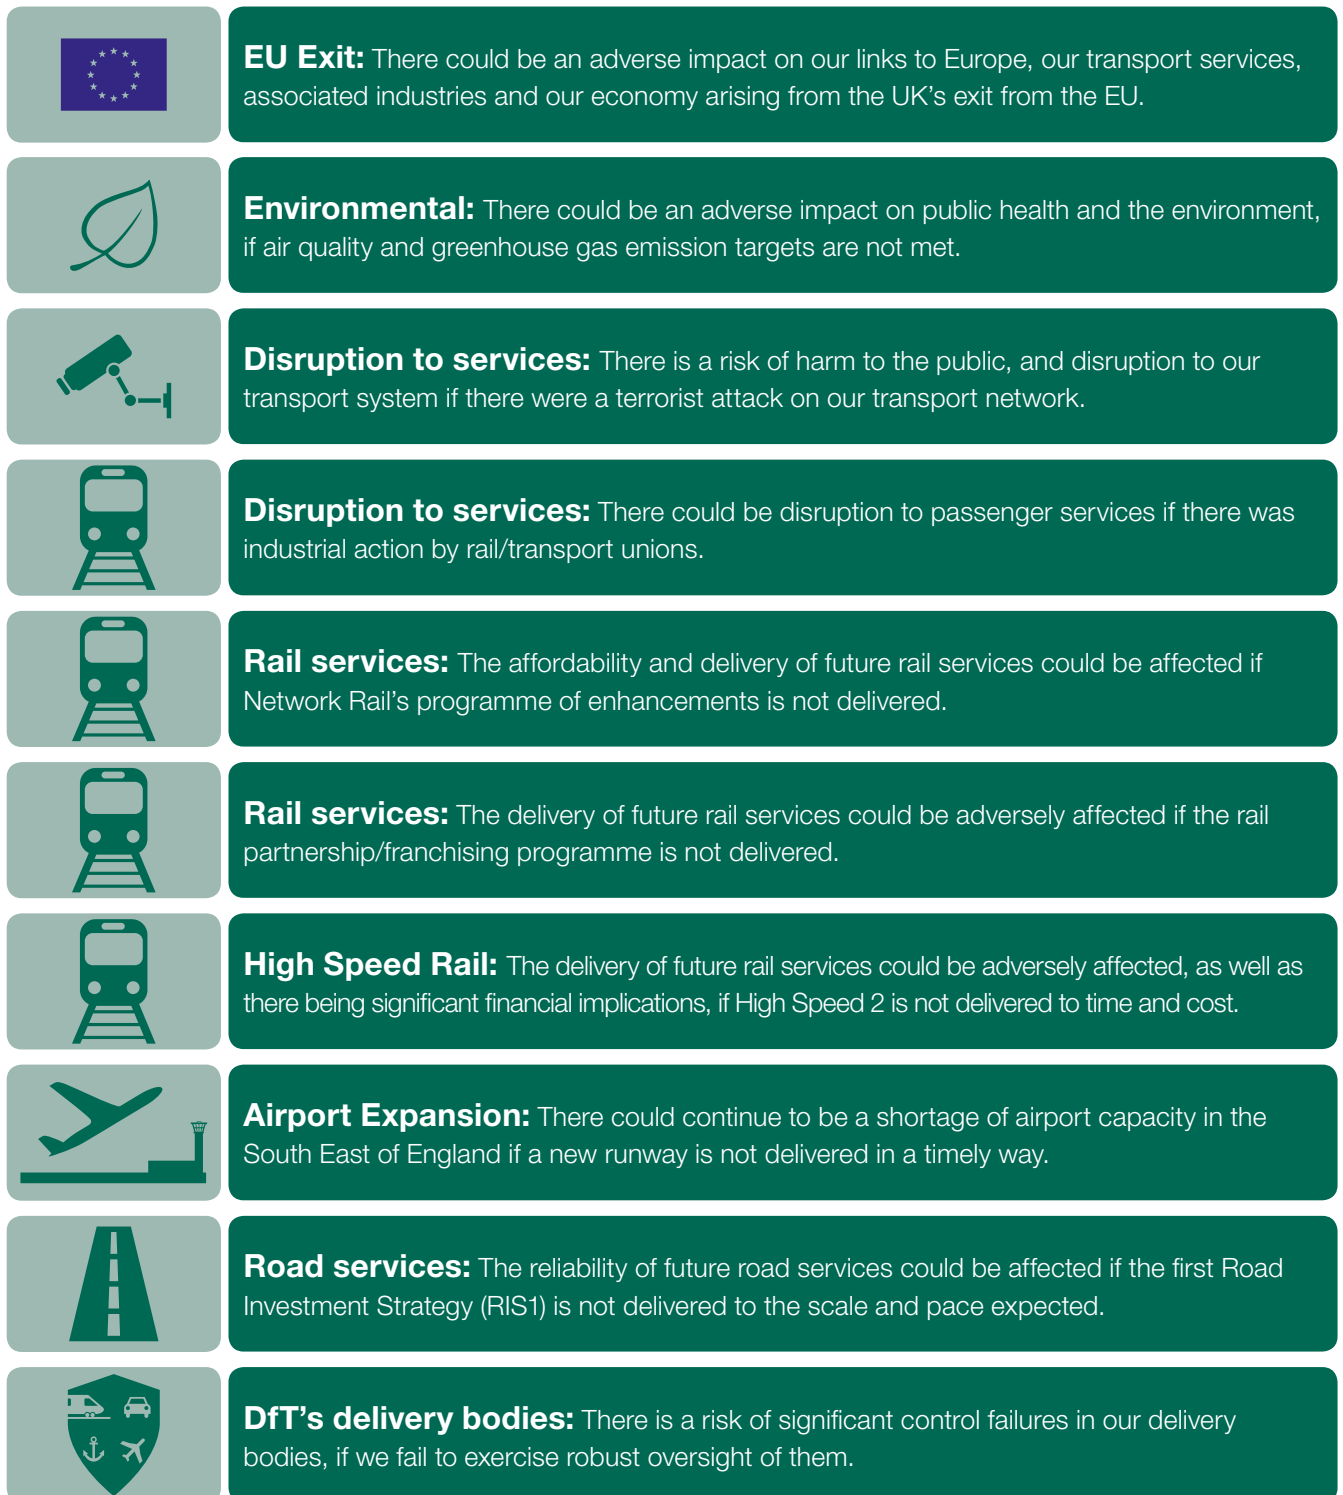 EU Exit: There could be an adverse impact on our links to Europe, our transport services,
associated industries and our economy arising from the UK’s exit from the EU.
Environmental: There could be an adverse impact on public health and the environment,
if air quality and greenhouse gas emission targets are not met.
Disruption to services: There is a risk of harm to the public, and disruption to our
transport system if there were a terrorist attack on our transport network.
Disruption to services: There could be disruption to passenger services if there was
industrial action by rail/transport unions.
Rail services: The affordability and delivery of future rail services could be affected if
Network Rail’s programme of enhancements is not delivered.
Rail services: The delivery of future rail services could be adversely affected if the rail
partnership/franchising programme is not delivered.
High Speed Rail: The delivery of future rail services could be adversely affected, as well as
there being significant financial implications, if High Speed 2 is not delivered to time and cost.
Airport Expansion: There could continue to be a shortage of airport capacity in the
South East of England if a new runway is not delivered in a timely way.
Road services: The reliability of future road services could be affected if the first Road
Investment Strategy (RIS1) is not delivered to the scale and pace expected.
DfT’s delivery bodies: There is a risk of significant control failures in our delivery
bodies, if we fail to exercise robust oversight of them.